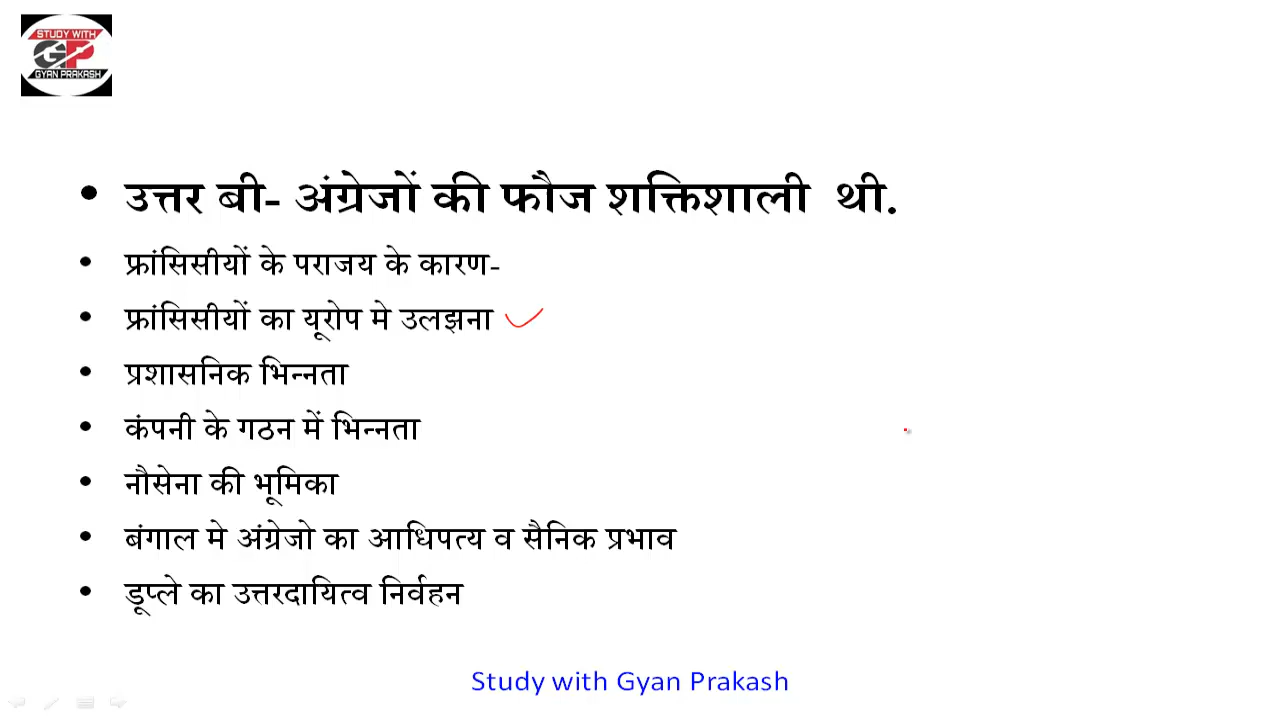 STUDY WITH
GP
GYAN PRAKASH
• उत्तर बी- अंग्रेजों की फौज शक्तिशाली थी.
• फ्रांसिसीयों के पराजय के कारण-
• फ्रांसिसीयों का यूरोप मे उलझना
• प्रशासनिक भिन्नता
• कंपनी के गठन में भिन्नता
• नौसेना की भूमिका
• बंगाल मे अंग्रेजो का आधिपत्य व सैनिक प्रभाव
• डूप्ले का उत्तरदायित्व निर्वहन
Study with Gyan Prakash